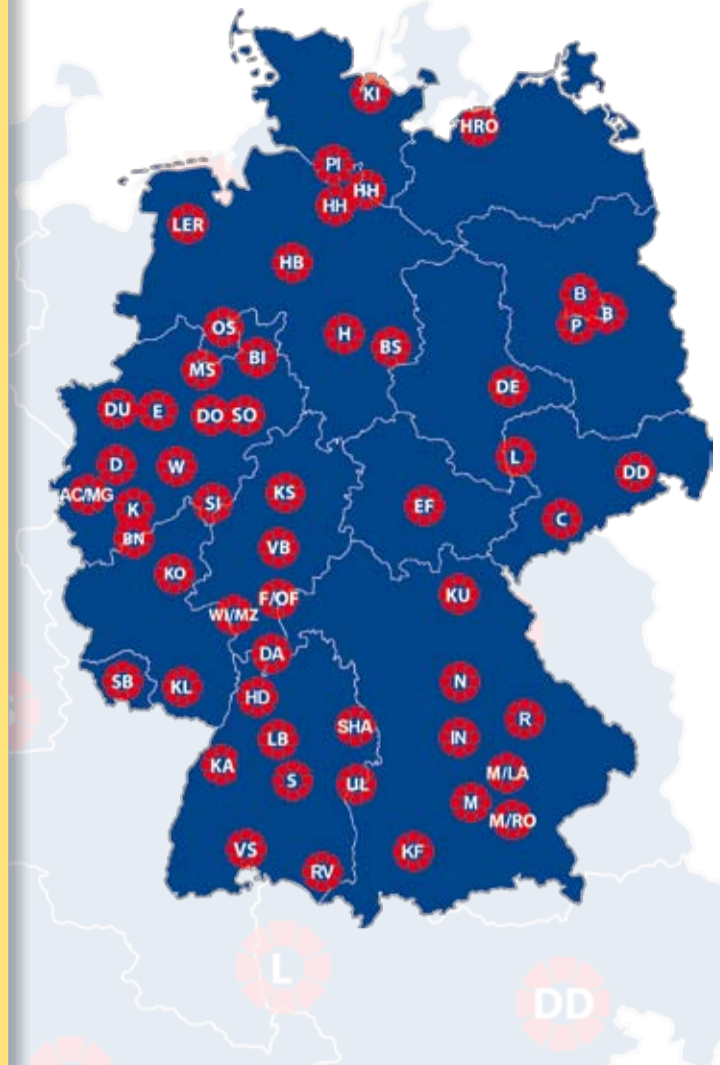 KI
HRO
PI
HH
HH
LER
HB
B
B
P
OS
H
BS
BI
MS
DE
DU
E
DO
SO
L
D
W
DD
AC/MG
SI
KS
EF
K
C
BN
VB
KO
KU
F/OF
WI/MZ
DA
SB
KL
N
HD
R
SHA
LB
IN
KA
M/LA
S
UL
M
M/RO
VS
KF
RV
L
DD